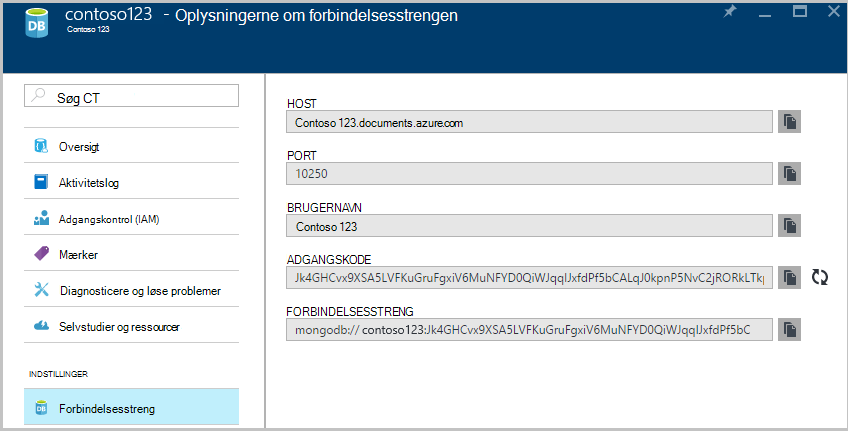 contoso123 - Oplysningerne om forbindelsesstrengen
Contoso 123
DB
Søg CT
Oversigt
Aktivitetslog
Adgangskontrol (IAM)
Mærker
Diagnosticere og løse problemer
Selvstudier og ressourcer
INDSTILLINGER
DB
Forbindelsesstreng
HOST
Contoso 123.documents.azure.com
PORT
10250
BRUGERNAVN
Contoso 123
ADGANGSKODE
Jk4GHCvx9XSA5LVFKuGruFgxiV6MuNFYD0QiWJqqIJxfdPf5bCALqJ0kpnP5NvC2jRORkLTkp
FORBINDELSESSTRENG
mongodb:// contoso123:Jk4GHCvx9XSA5LVFKuGruFgxiV6MuNFYD0QiWJqqIJxfdPf5bC